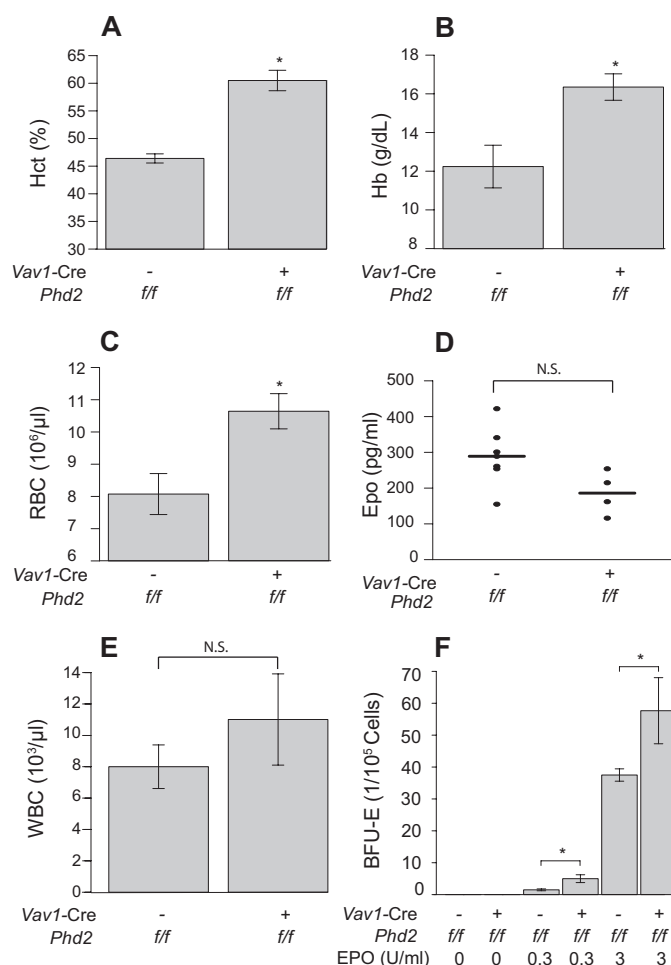 A
Hct (%)
65
60
55
50
45
40
35
30
*
Vav1-Cre - +
Phd2 f/f f/f
B
Hb (g/dL)
16
14
12
10
8
*
- +
f/f f/f
C
RBC (10⁶/µl)
12
11
10
9
8
7
6
*
Vav1-Cre - +
Phd2 f/f f/f
D
N.S.
Epo (pg/ml)
500
400
300
200
100
0
Vav1-Cre - +
Phd2 f/f f/f
E
N.S.
WBC (10³/µl)
14
12
10
8
6
4
2
0
Vav1-Cre - +
Phd2 f/f f/f
F
BFU-E (1/10⁵ Cells)
70
60
50
40
30
20
10
0
*
*
Vav1-Cre - + - + - +
Phd2 f/f f/f f/f f/f f/f f/f
EPO (U/ml) 0 0 0.3 0.3 3 3